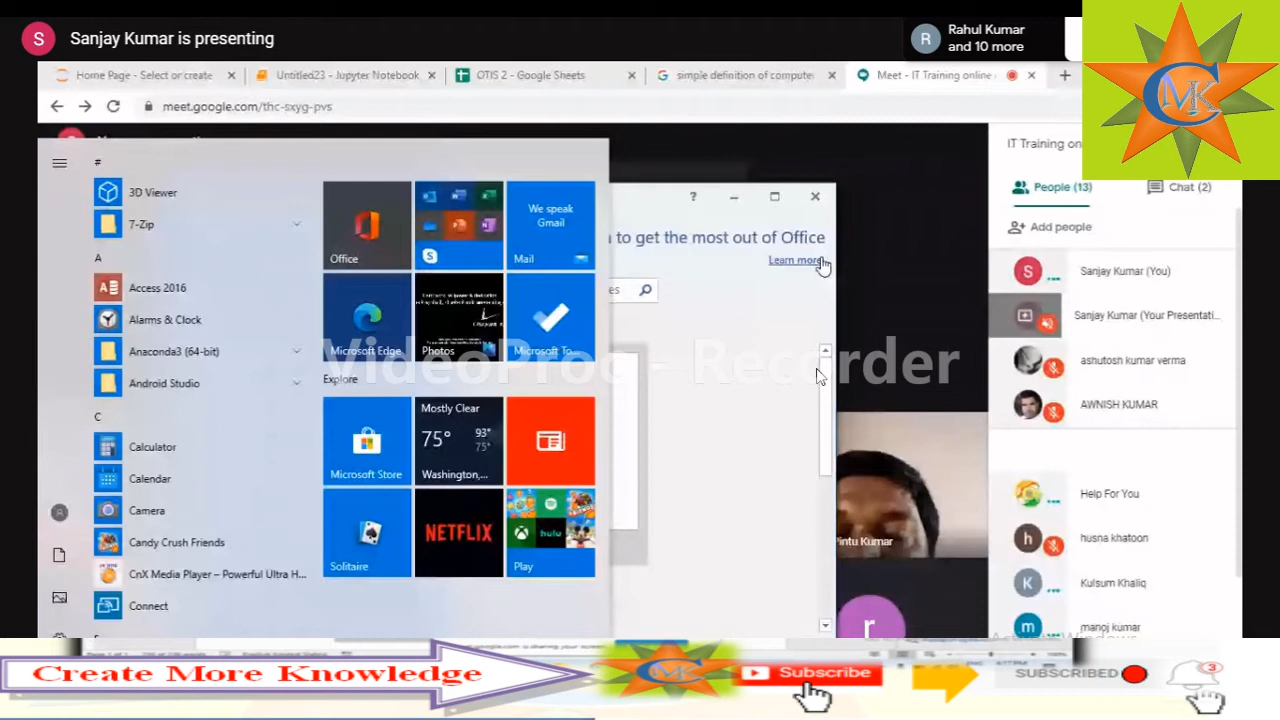 S Sanjay Kumar is presenting
R Rahul Kumar
and 10 more
CMK
Home Page - Select or create
Untitled23 - Jupyter Notebook
OTIS 2 - Google Sheets
simple definition of compute
Meet - IT Training online
meet.google.com/thc-sxyg-pvs
IT Training on
People (13)
Chat (2)
Add people
S Sanjay Kumar (You)
Sanjay Kumar (Your Presentati...
ashutosh kumar verma
AWNISH KUMAR
Help For You
h husna khatoon
K Kulsum Khaliq
m manoj kumar
#
3D Viewer
7-Zip
A
Access 2016
Alarms & Clock
Anaconda3 (64-bit)
Android Studio
C
Calculator
Calendar
Camera
Candy Crush Friends
CnX Media Player – Powerful Ultra H...
Connect
Office
We speak
Gmail
Mail
Microsoft Edge
Photos
Microsoft To...
Explore
Microsoft Store
Mostly Clear
75° 93°
75°
Washington,...
Solitaire
NETFLIX
hulu
Play
to get the most out of Office
Learn more
es
VideoProc - Recorder
Pintu Kumar
r
Create More Knowledge
CMK
Subscribe
SUBSCRIBED
3